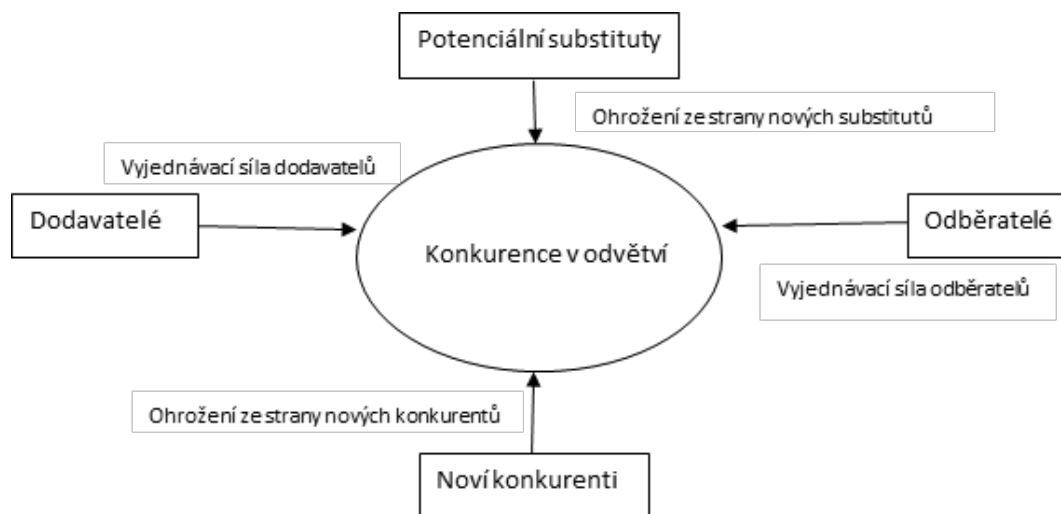 Potenciální substituty
Ohrožení ze strany nových substitutů
Vyjednávací síla dodavatelů
Dodavatelé
Odběratelé
Konkurence v odvětví
Vyjednávací síla odběratelů
Ohrožení ze strany nových konkurentů
Noví konkurenti